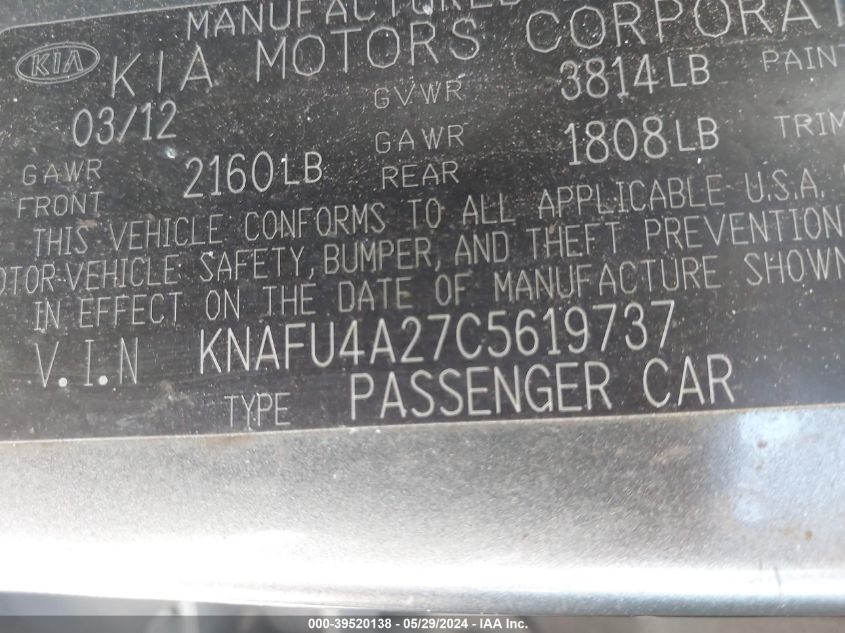 MANUFACTURED
KIA KIA MOTORS CORPORAT
03/12 GVWR 3814LB PAINT
GAWR FRONT 2160LB GAWR REAR 1808LB TRIM
THIS VEHICLE CONFORMS TO ALL APPLICABLE U.S.A.
OTOR-VEHICLE SAFETY, BUMPER, AND THEFT PREVENTION
IN EFFECT ON THE DATE OF MANUFACTURE SHOWN
V.I.N KNAFU4A27C5619737
TYPE PASSENGER CAR
000-39520138 - 05/29/2024 - IAAI.com